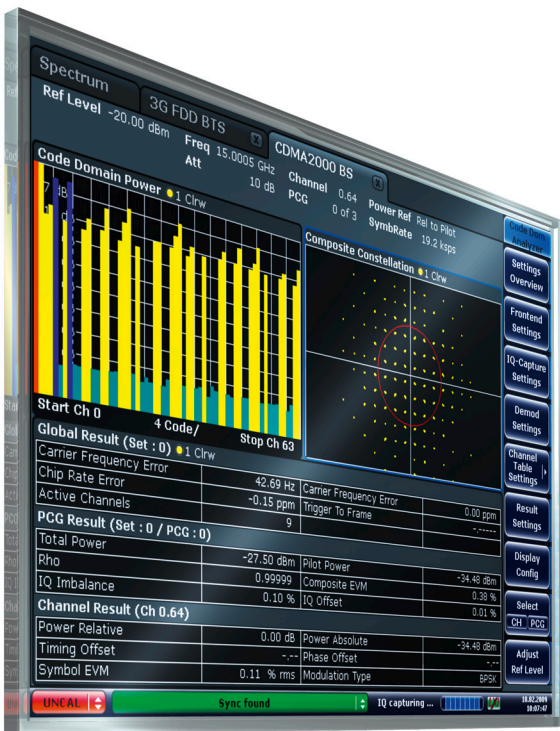 Spectrum
3G FDD BTS
CDMA2000 BS
Ref Level -20.00 dBm
Freq 15.0005 GHz
Channel 0.64
Power Ref Rel to Pilot
Att 10 dB
PCG 0 of 3
SymbRate 19.2 ksps
Code Domain Power 1 Clrw
Composite Constellation 1 Clrw
Start Ch 0
4 Code/
Stop Ch 63
Global Result (Set : 0) 1 Clrw
Carrier Frequency Error 42.69 Hz Carrier Frequency Error 0.00 ppm
Chip Rate Error -0.15 ppm Trigger To Frame -.-----
Active Channels 9
PCG Result (Set : 0 / PCG : 0)
Total Power -27.50 dBm Pilot Power -34.48 dBm
Rho 0.99999 Composite EVM 0.38 %
IQ Imbalance 0.10 % IQ Offset 0.01 %
Channel Result (Ch 0.64)
Power Relative 0.00 dB Power Absolute -34.48 dBm
Timing Offset -.-- Phase Offset -.--
Symbol EVM 0.11 % rms Modulation Type BPSK
Code Dom
Analyzer
Settings
Overview
Frontend
Settings
IQ-Capture
Settings
Demod
Settings
Channel
Table
Settings
Result
Settings
Display
Config
Select
CH PCG
Adjust
Ref Level
UNCAL
Sync found
IQ capturing ...
18.02.2009
10:07:47